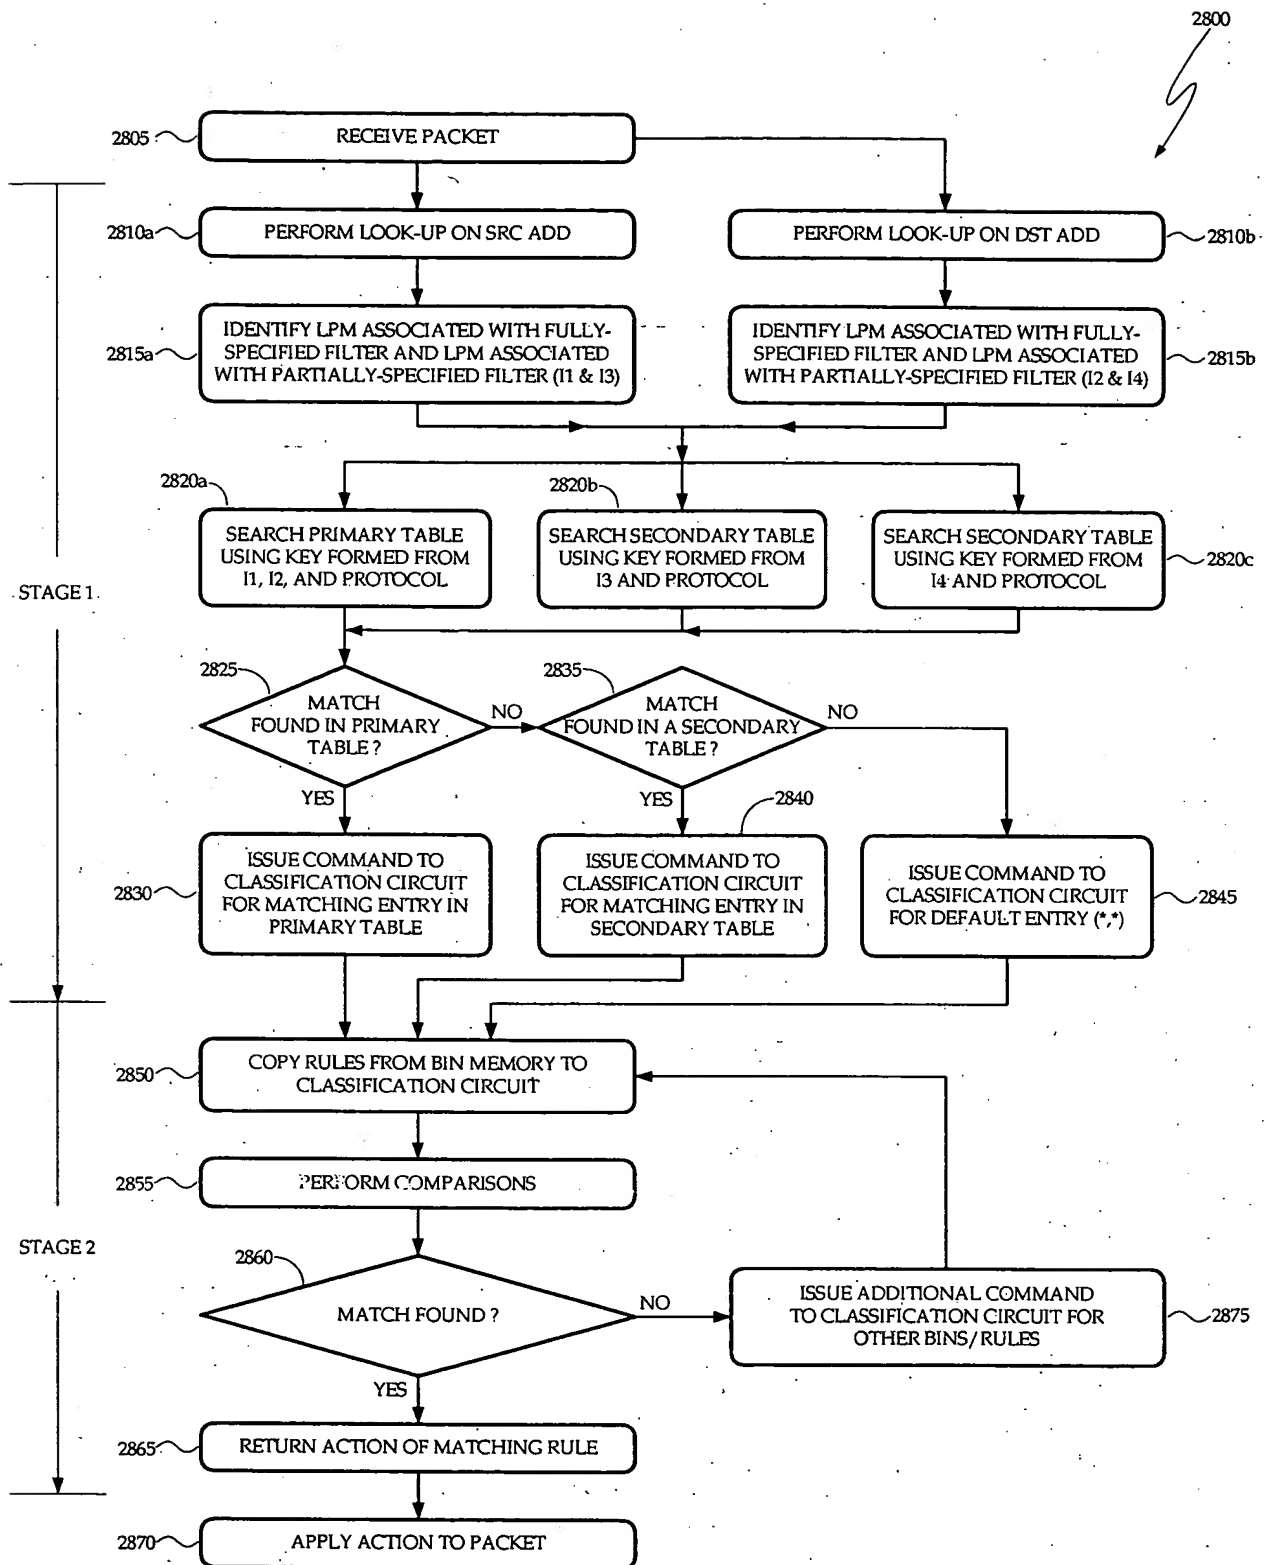 2800
2805
RECEIVE PACKET
2810a
PERFORM LOOK-UP ON SRC ADD
PERFORM LOOK-UP ON DST ADD
2810b
2815a
IDENTIFY LPM ASSOCIATED WITH FULLY-
SPECIFIED FILTER AND LPM ASSOCIATED
WITH PARTIALLY-SPECIFIED FILTER (I1 & I3)
IDENTIFY LPM ASSOCIATED WITH FULLY-
SPECIFIED FILTER AND LPM ASSOCIATED
WITH PARTIALLY-SPECIFIED FILTER (I2 & I4)
2815b
2820a
SEARCH PRIMARY TABLE
USING KEY FORMED FROM
I1, I2, AND PROTOCOL
2820b
SEARCH SECONDARY TABLE
USING KEY FORMED FROM
I3 AND PROTOCOL
SEARCH SECONDARY TABLE
USING KEY FORMED FROM
I4 AND PROTOCOL
2820c
STAGE 1
2825
MATCH
FOUND IN PRIMARY
TABLE ?
NO
2835
MATCH
FOUND IN A SECONDARY
TABLE ?
NO
YES
YES
2830
ISSUE COMMAND TO
CLASSIFICATION CIRCUIT
FOR MATCHING ENTRY IN
PRIMARY TABLE
2840
ISSUE COMMAND TO
CLASSIFICATION CIRCUIT
FOR MATCHING ENTRY IN
SECONDARY TABLE
ISSUE COMMAND TO
CLASSIFICATION CIRCUIT
FOR DEFAULT ENTRY (*,*)
2845
2850
COPY RULES FROM BIN MEMORY TO
CLASSIFICATION CIRCUIT
2855
PERFORM COMPARISONS
STAGE 2
2860
MATCH FOUND ?
NO
ISSUE ADDITIONAL COMMAND
TO CLASSIFICATION CIRCUIT FOR
OTHER BINS/RULES
2875
YES
2865
RETURN ACTION OF MATCHING RULE
2870
APPLY ACTION TO PACKET